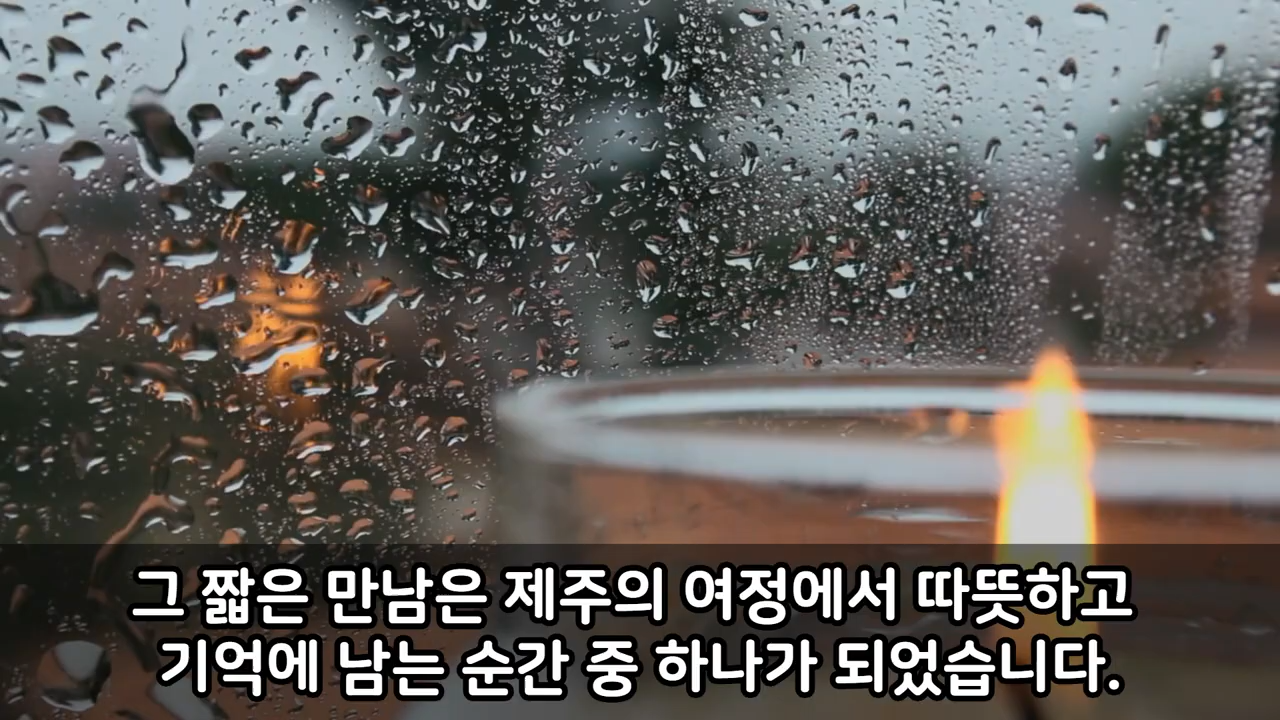 그 짧은 만남은 제주의 여정에서 따뜻하고
기억에 남는 순간 중 하나가 되었습니다.